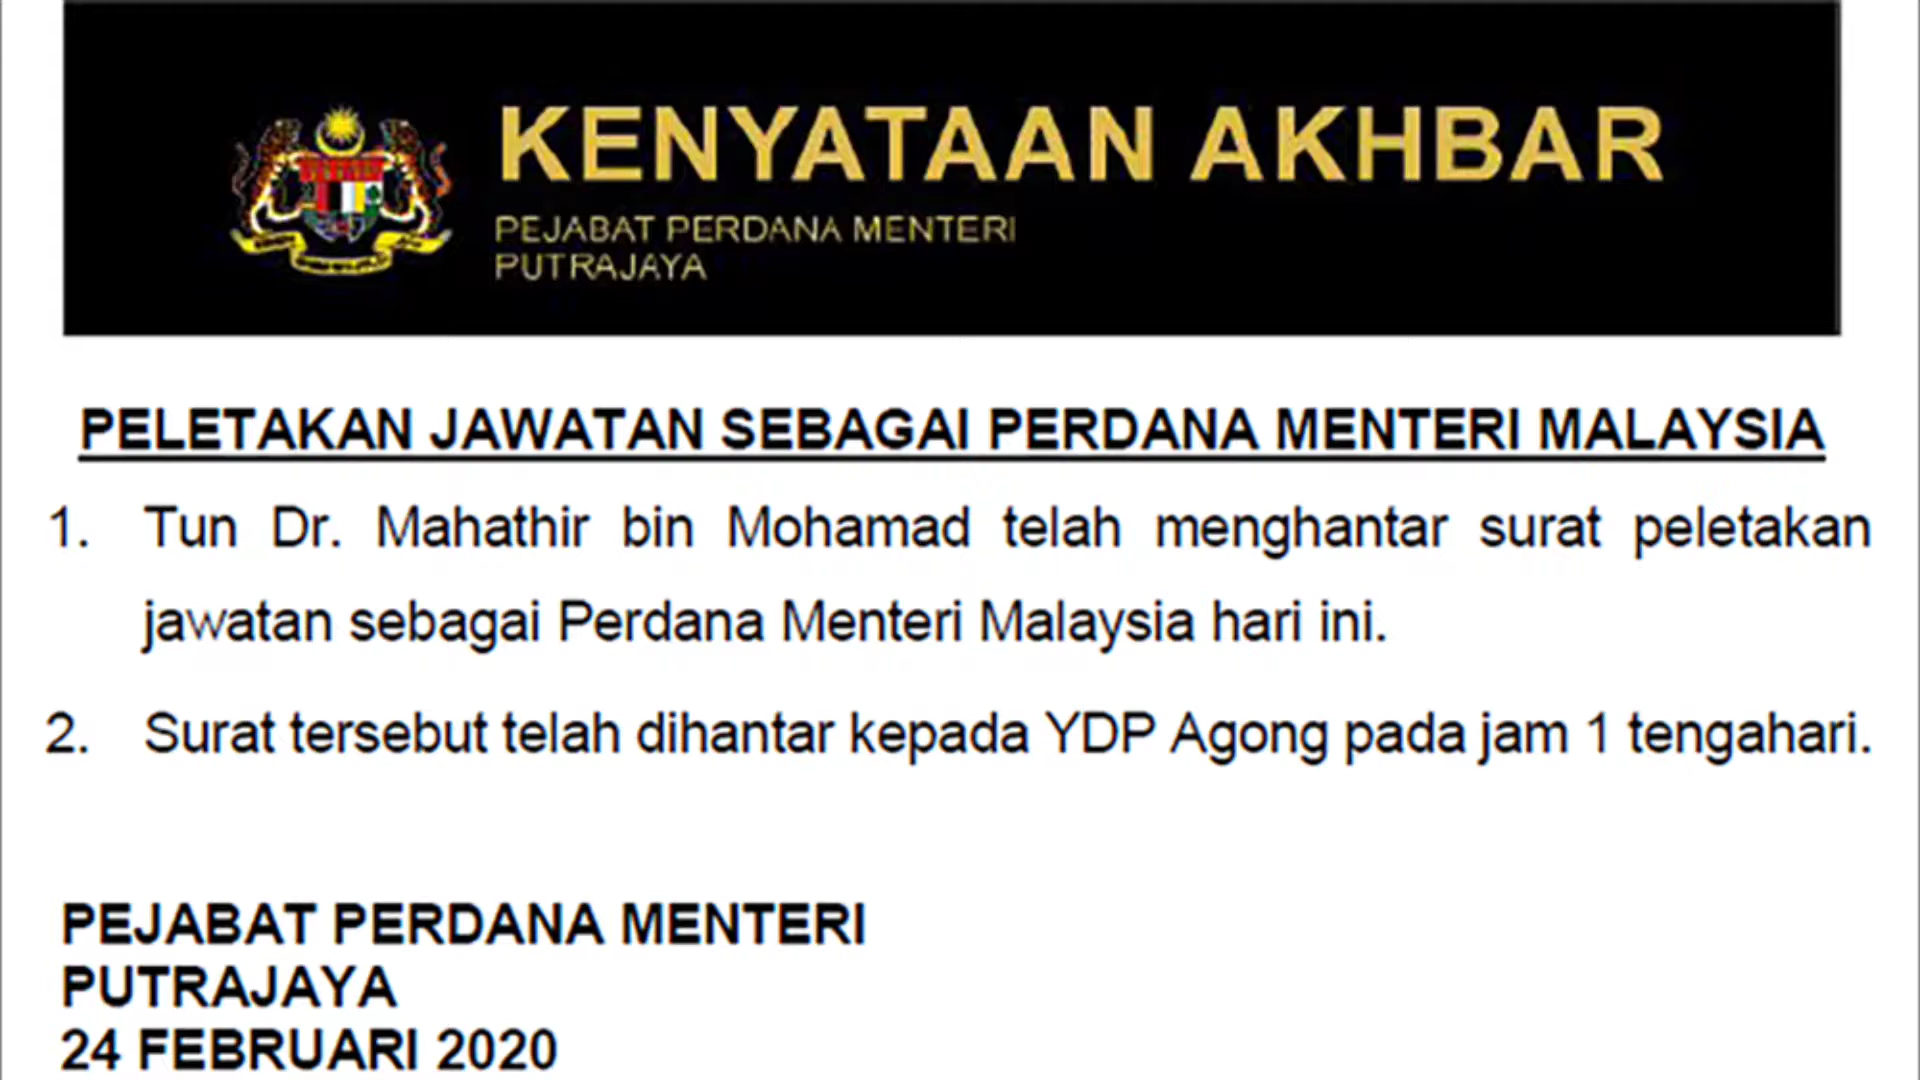 KENYATAAN AKHBAR
PEJABAT PERDANA MENTERI
PUTRAJAYA
PELETAKAN JAWATAN SEBAGAI PERDANA MENTERI MALAYSIA
1. Tun Dr. Mahathir bin Mohamad telah menghantar surat peletakan
jawatan sebagai Perdana Menteri Malaysia hari ini.
2. Surat tersebut telah dihantar kepada YDP Agong pada jam 1 tengahari.
PEJABAT PERDANA MENTERI
PUTRAJAYA
24 FEBRUARI 2020